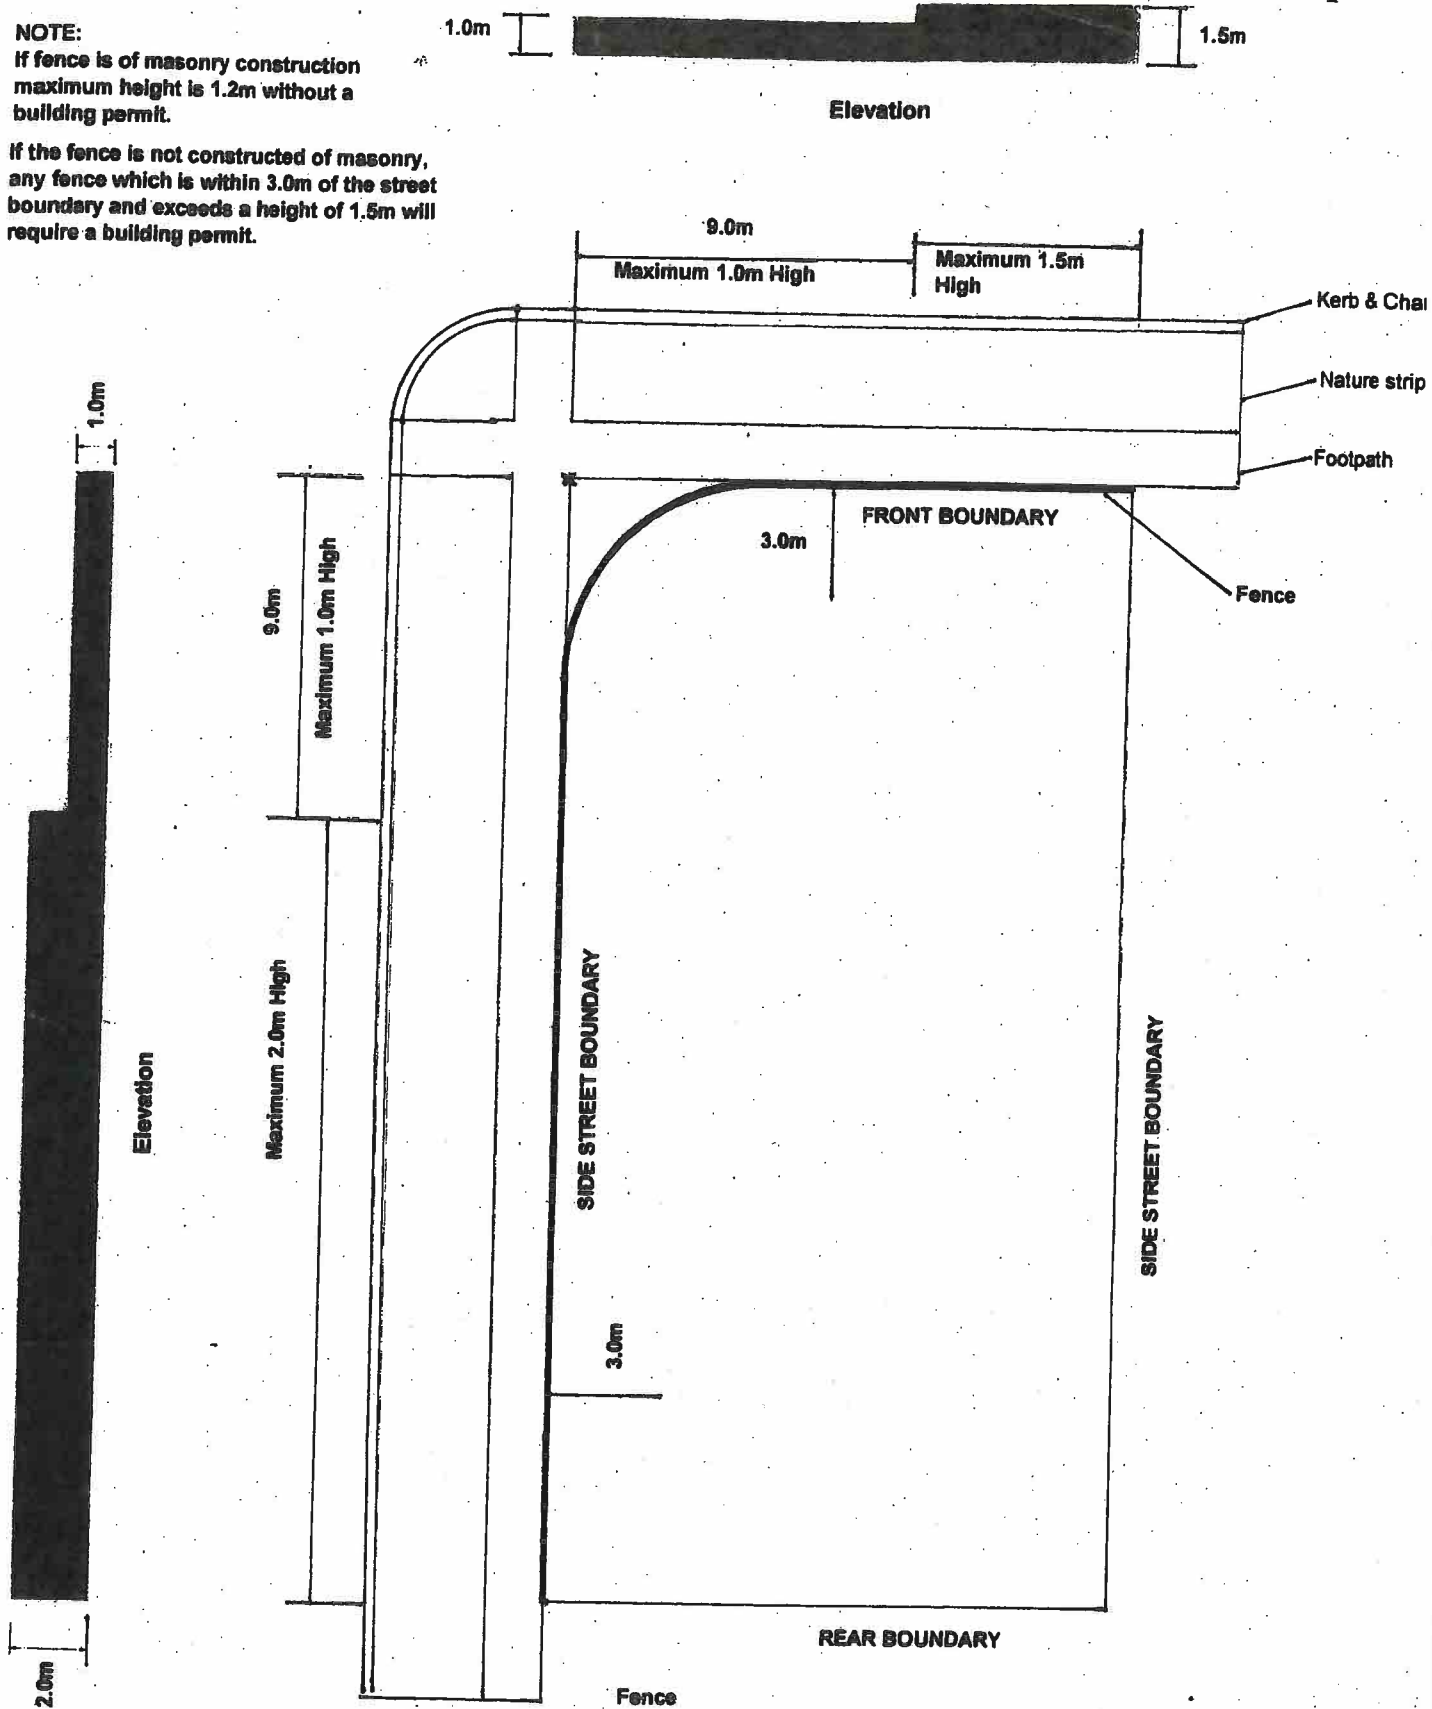 NOTE:
If fence is of masonry construction
maximum height is 1.2m without a
building permit.
If the fence is not constructed of masonry,
any fence which is within 3.0m of the street
boundary and exceeds a height of 1.5m will
require a building permit.
1.0m
1.5m
Elevation
9.0m
Maximum 1.0m High
Maximum 1.5m
High
Kerb & Chai
Nature strip
Footpath
1.0m
FRONT BOUNDARY
3.0m
Fence
9.0m
Maximum 1.0m High
Maximum 2.0m High
Elevation
SIDE STREET BOUNDARY
SIDE STREET BOUNDARY
3.0m
REAR BOUNDARY
2.0m
Fence